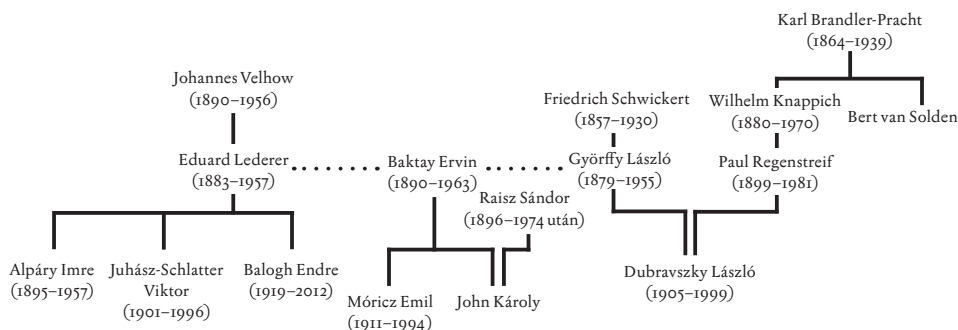 Karl Brandler-Pracht
(1864–1939)
Johannes Velhow
(1890–1956)
Friedrich Schwickert
(1857–1930)
Wilhelm Knappich
(1880–1970)
Bert van Solden
Eduard Lederer
(1883–1957)
Baktay Ervin
(1890–1963)
Györffy László
(1879–1955)
Paul Regenstreif
(1899–1981)
Raisz Sándor
(1896–1974 után)
Alpáry Imre
(1895–1957)
Juhász-Schlatter
Viktor
(1901–1996)
Balogh Endre
(1919–2012)
Móricz Emil
(1911–1994)
John Károly
Dubravszky László
(1905–1999)